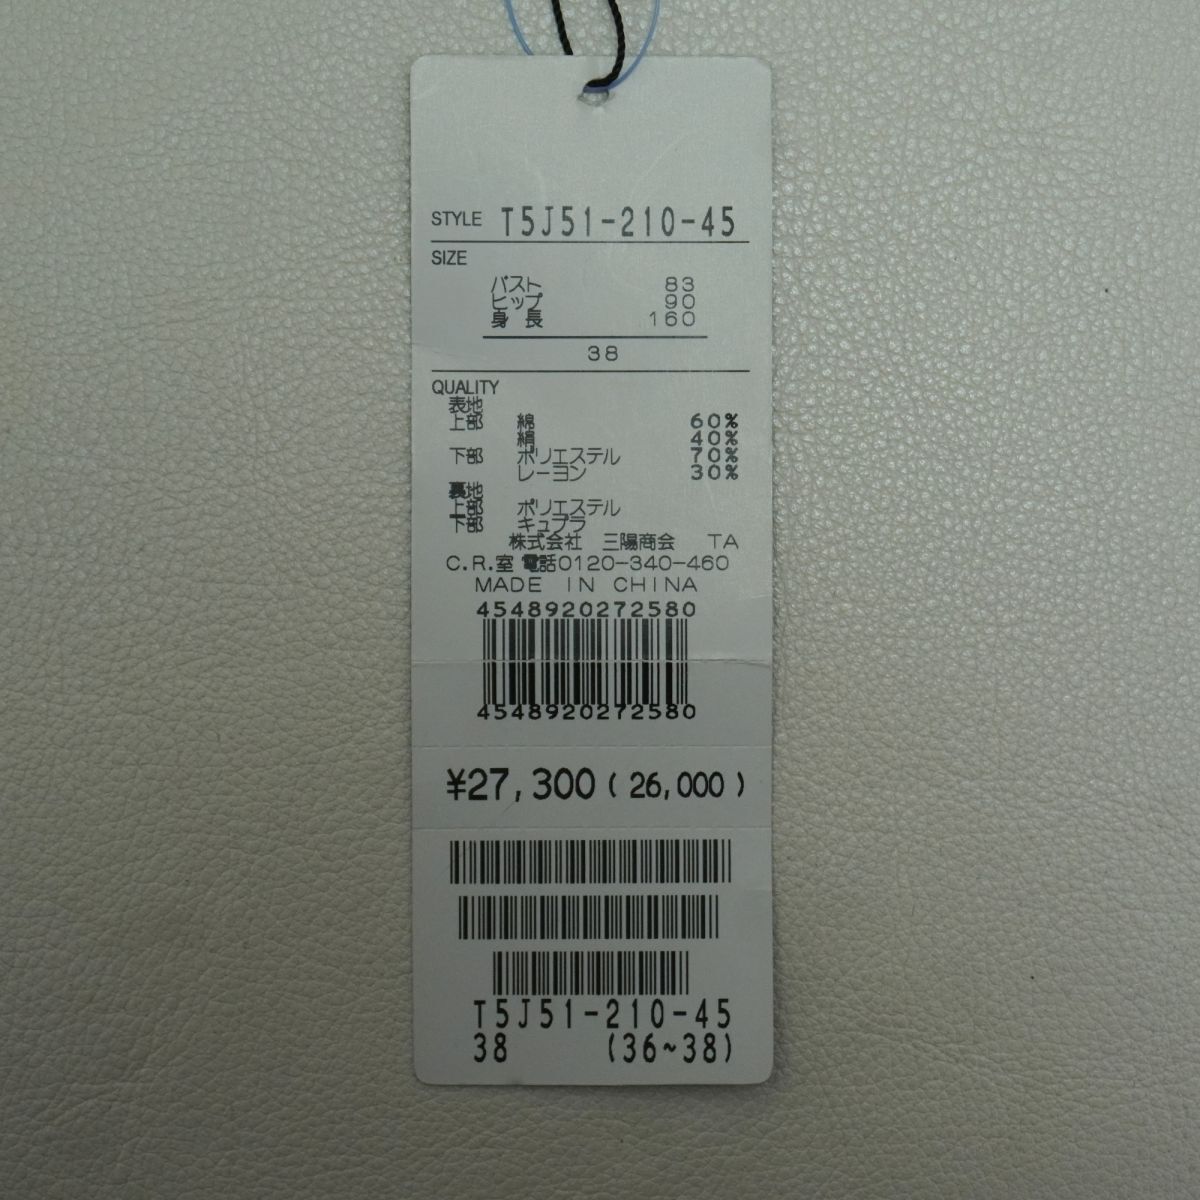 STYLE T5J51-210-45
SIZE
バスト 83
ヒップ 90
身長 160
38
QUALITY
表地
上部 綿 60%
絹 40%
下部 ポリエステル 70%
レーヨン 30%
裏地
上部 ポリエステル
下部 キュプラ
株式会社 三陽商会 TA
C.R.室 電話0120-340-460
MADE IN CHINA
4548920272580
4548920272580
¥27,300 (26,000)
T5J51-210-45
38 (36~38)